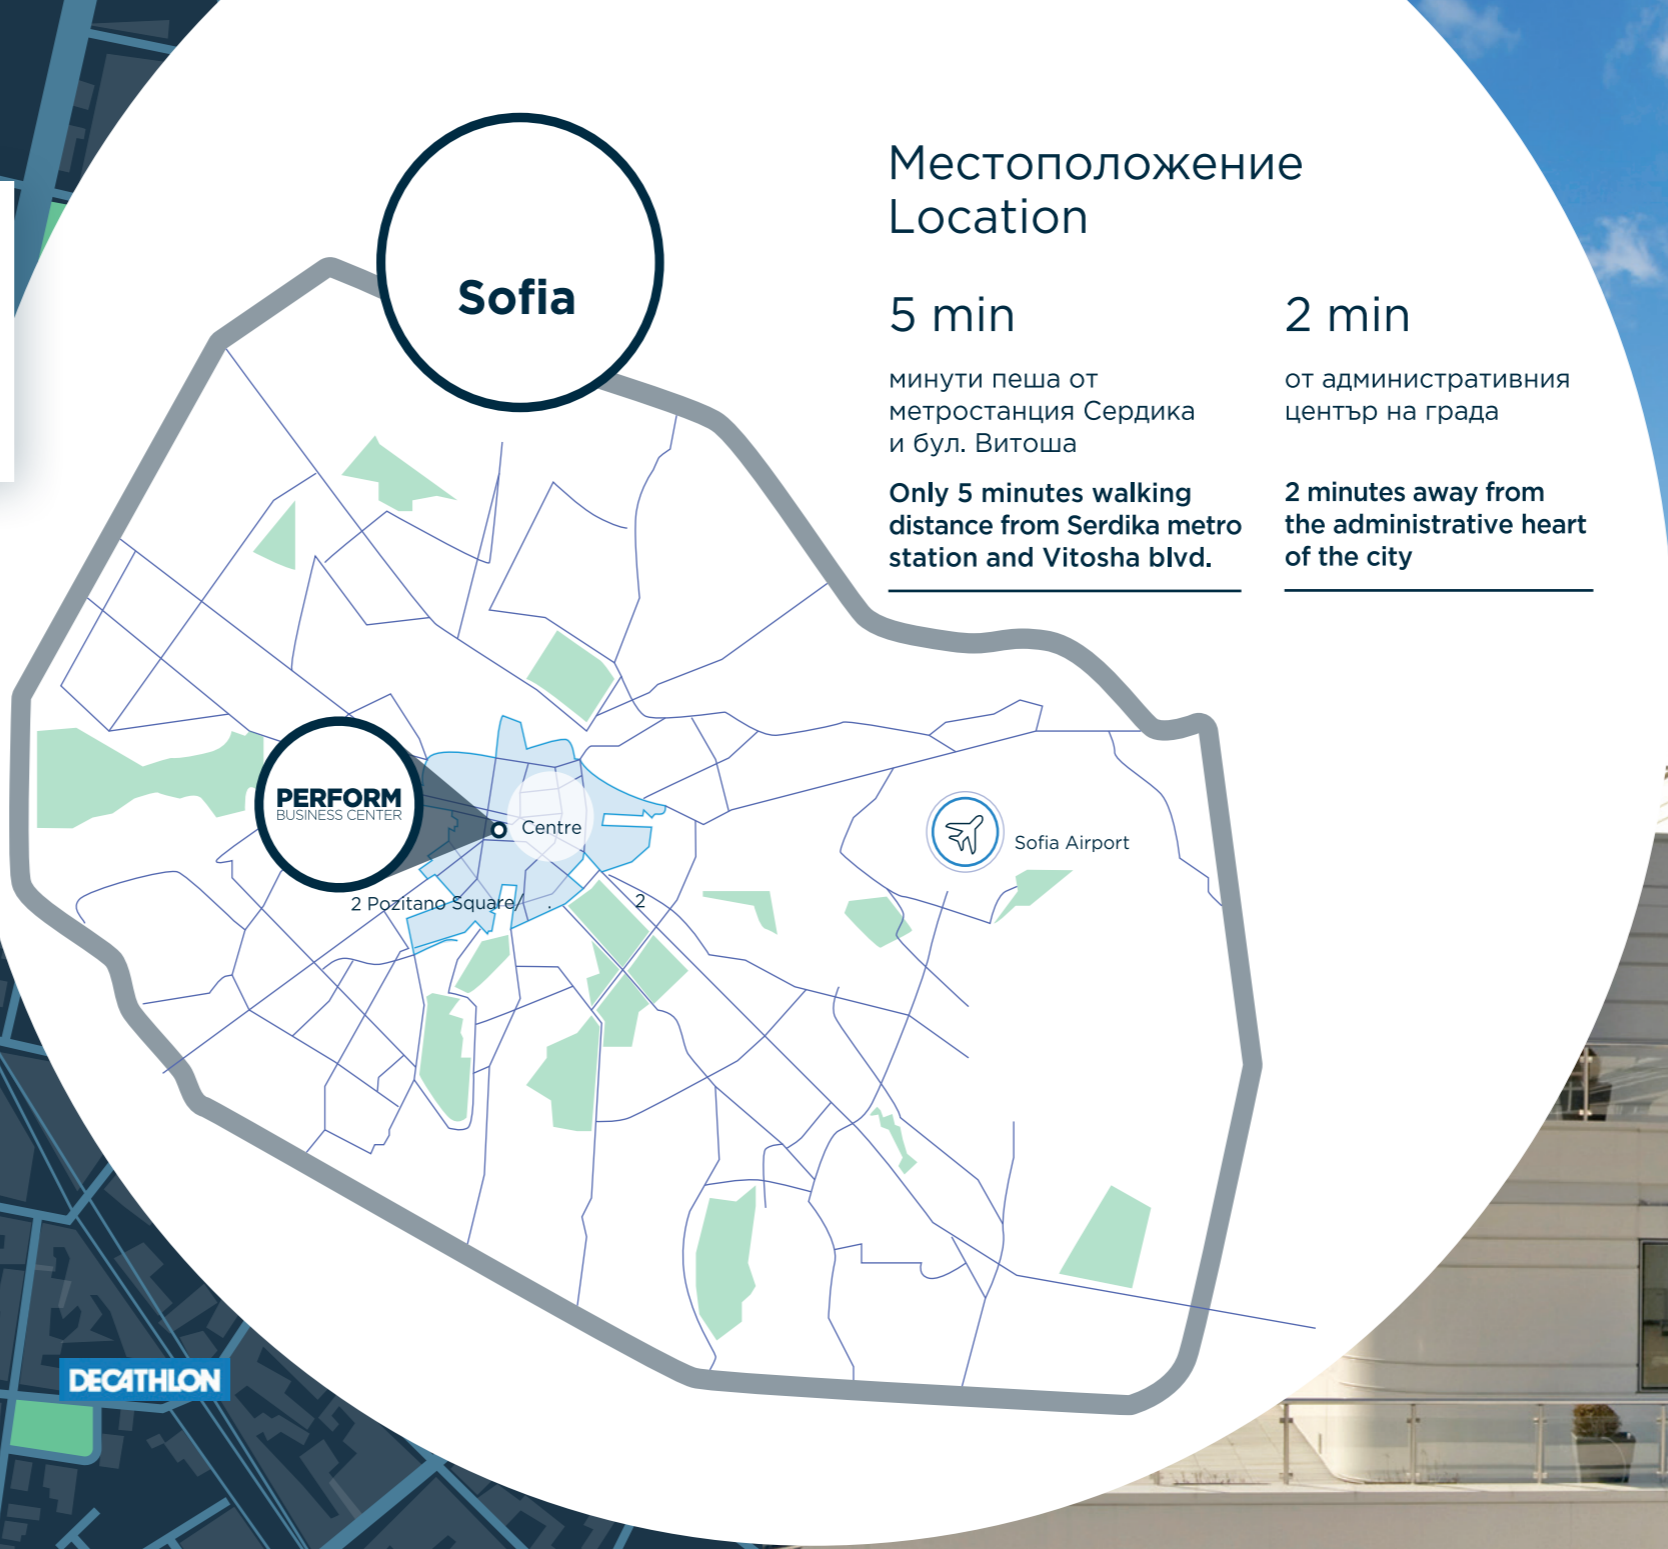 Sofia
Местоположение
Location
5 min
минути пеша от
метростанция Сердика
и бул. Витоша
Only 5 minutes walking
distance from Serdika metro
station and Vitosha blvd.
2 min
от административния
център на града
2 minutes away from
the administrative heart
of the city
PERFORM
BUSINESS CENTER
Centre
Sofia Airport
2 Pozitano Square/ . 2
DECATHLON